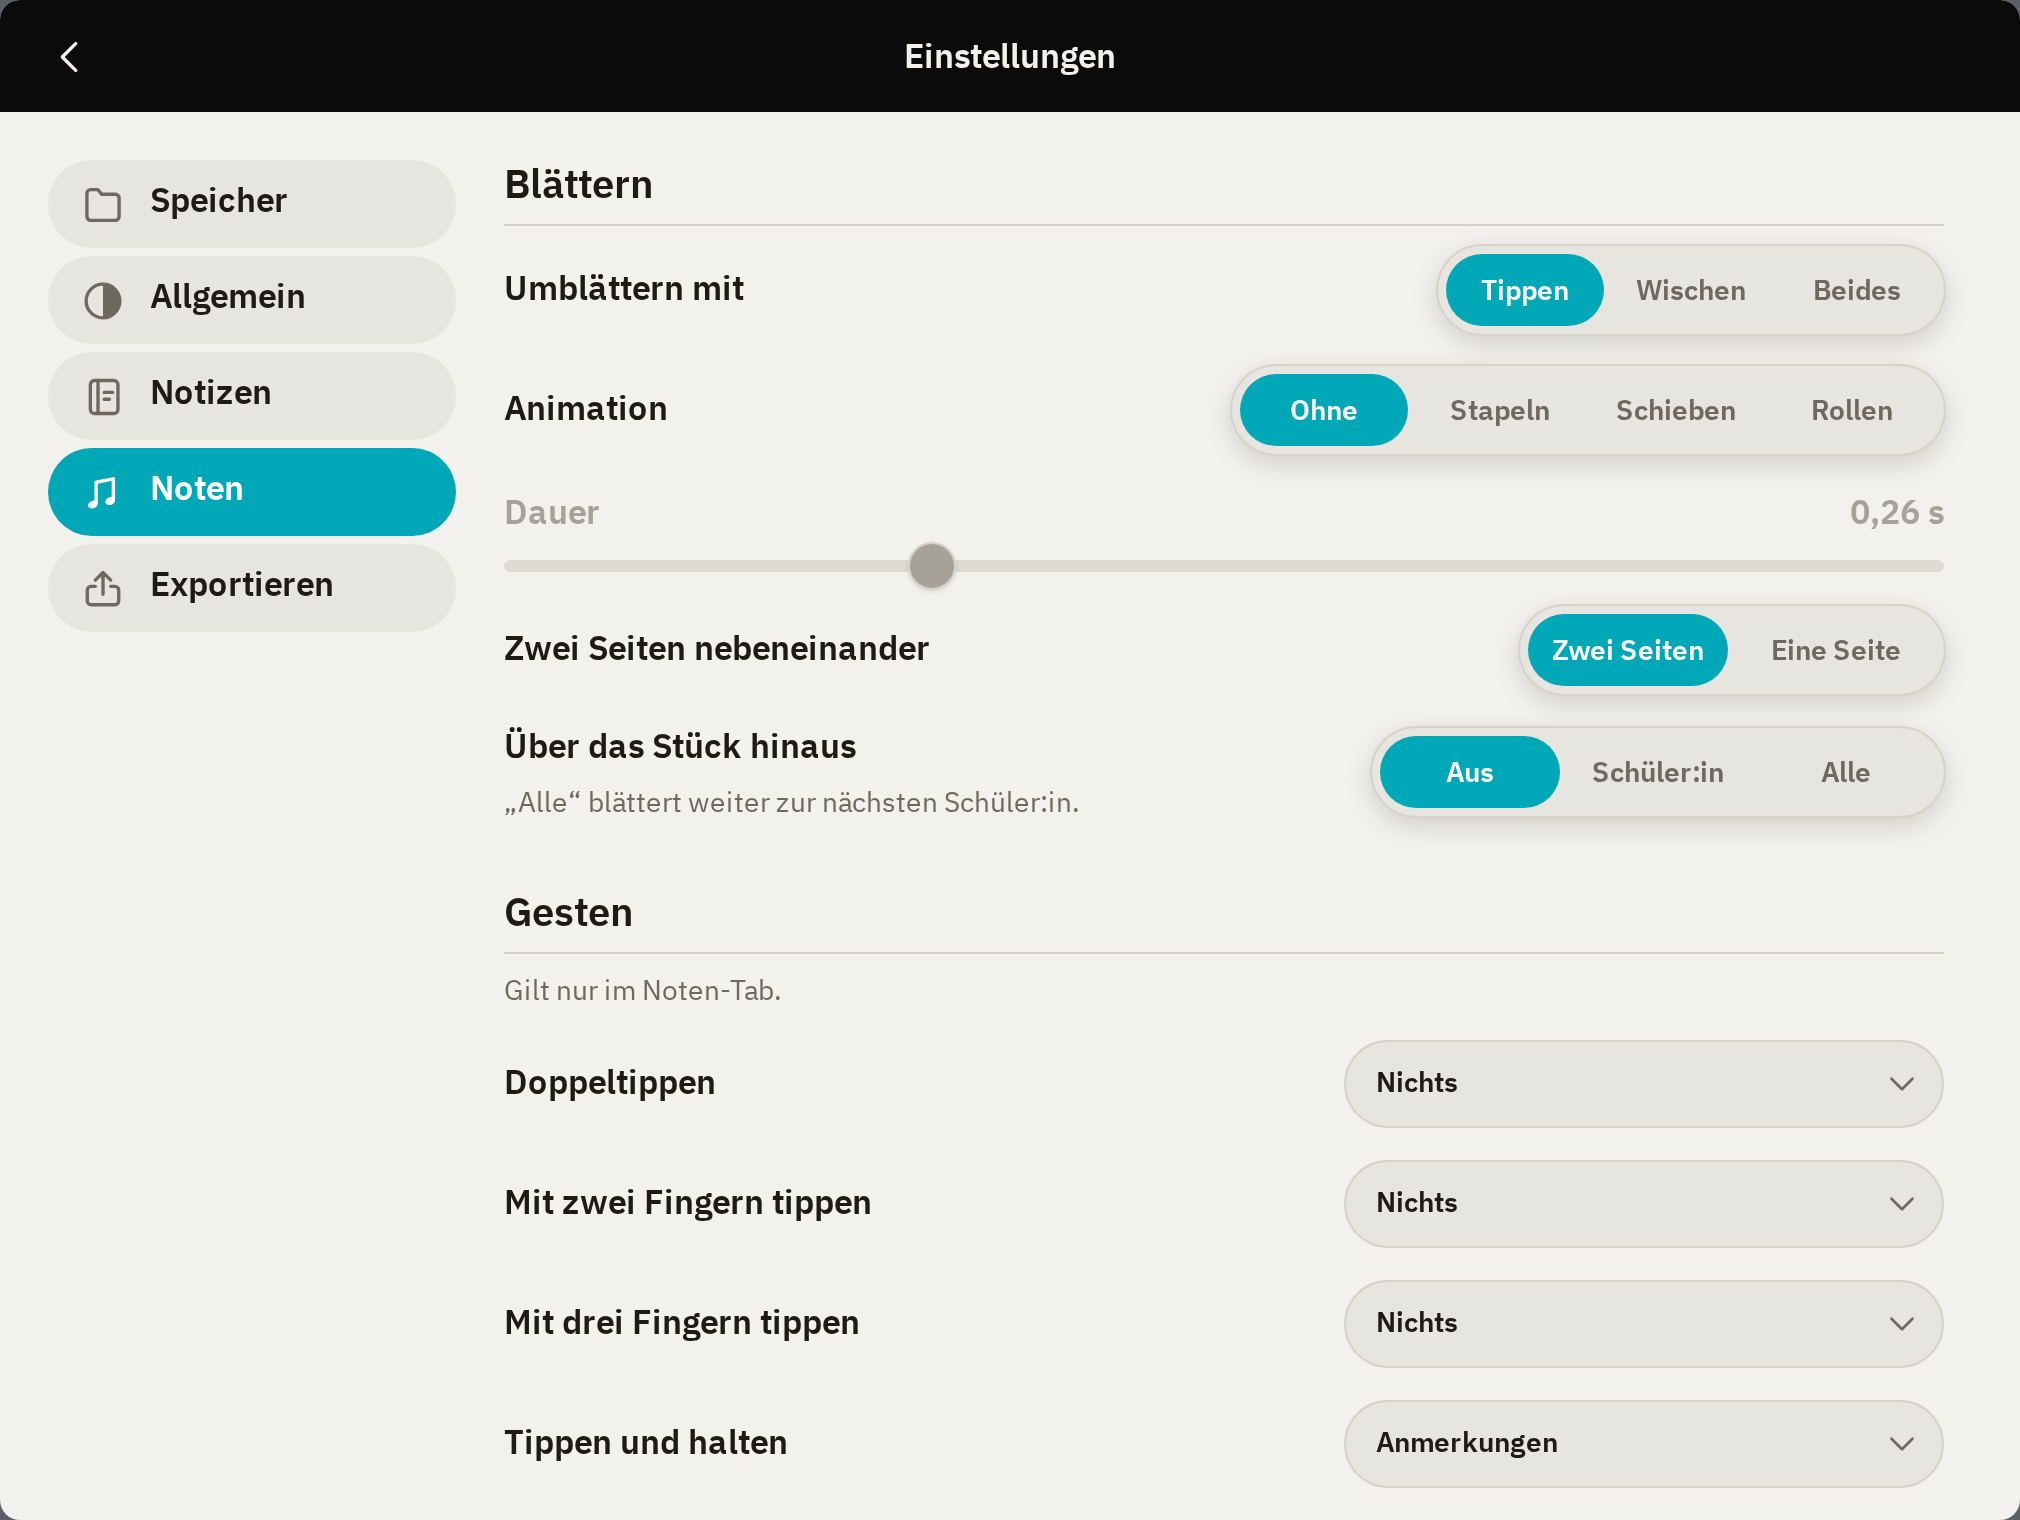 Einstellungen
Speicher
Allgemein
Notizen
Noten
Exportieren
Blättern
Umblättern mit
Tippen Wischen Beides
Animation
Ohne Stapeln Schieben Rollen
Dauer 0,26 s
Zwei Seiten nebeneinander
Zwei Seiten Eine Seite
Über das Stück hinaus
„Alle“ blättert weiter zur nächsten Schüler:in.
Aus Schüler:in Alle
Gesten
Gilt nur im Noten-Tab.
Doppeltippen Nichts
Mit zwei Fingern tippen Nichts
Mit drei Fingern tippen Nichts
Tippen und halten Anmerkungen